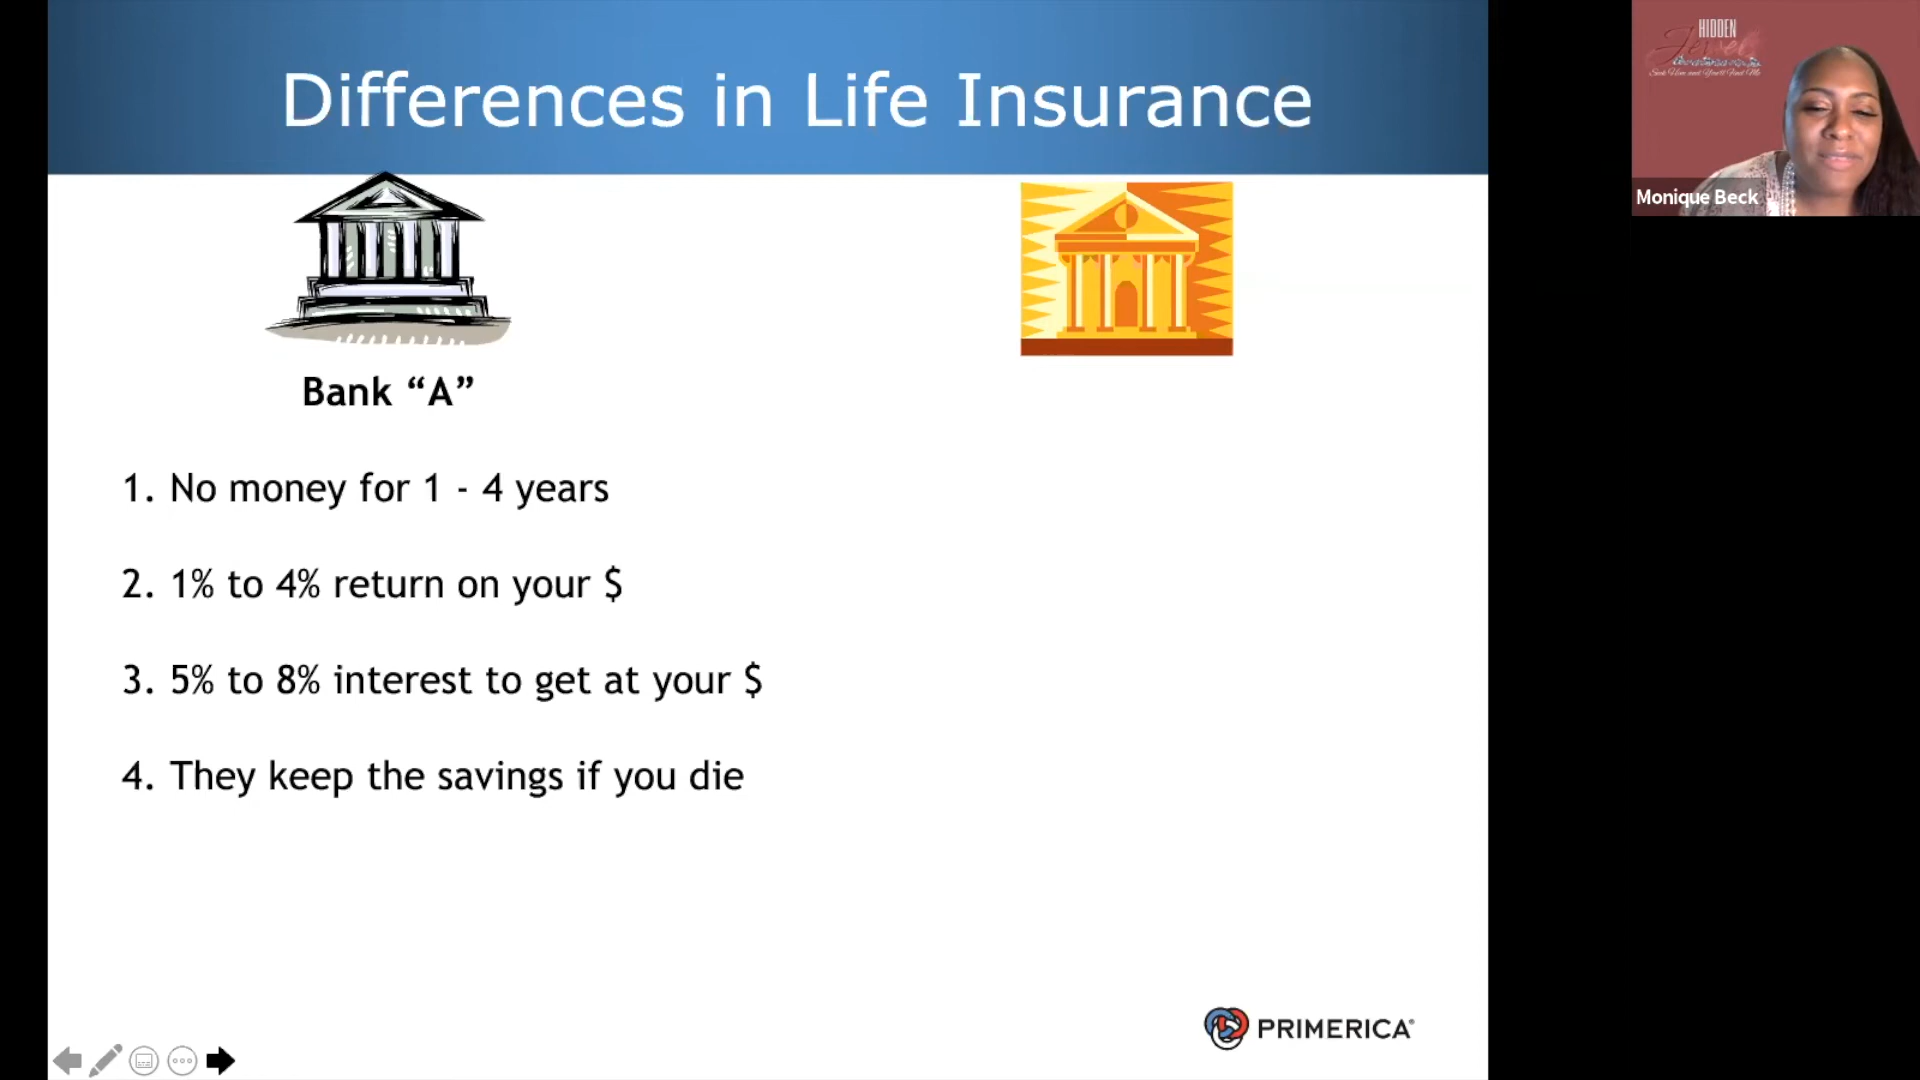 Differences in Life Insurance
HIDDEN
Monique Beck
Bank “A”
1. No money for 1 - 4 years
2. 1% to 4% return on your $
3. 5% to 8% interest to get at your $
4. They keep the savings if you die
PRIMERICA